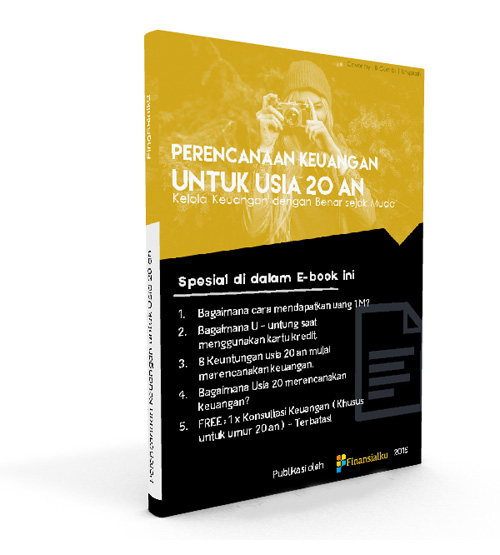 PERENCANAAN KEUANGAN
UNTUK USIA 20 AN
Kelola Keuangan dengan Benar sejak Muda
Spesial di dalam E-book ini
1. Bagaimana cara mendapatkan uang 1 M?
2. Bagaimana U - untung saat
menggunakan kartu kredit.
3. 8 Keuntungan usia 20 an mulai
merencanakan keuangan.
4. Bagaimana Usia 20 merencanakan
keuangan?
5. FREE : 1 x Konsultasi Keuangan ( Khusus
untuk umur 20 an ) - Terbatas!
Publikasi oleh Finansialku
Perencanaan Keuangan untuk Usia 20 an